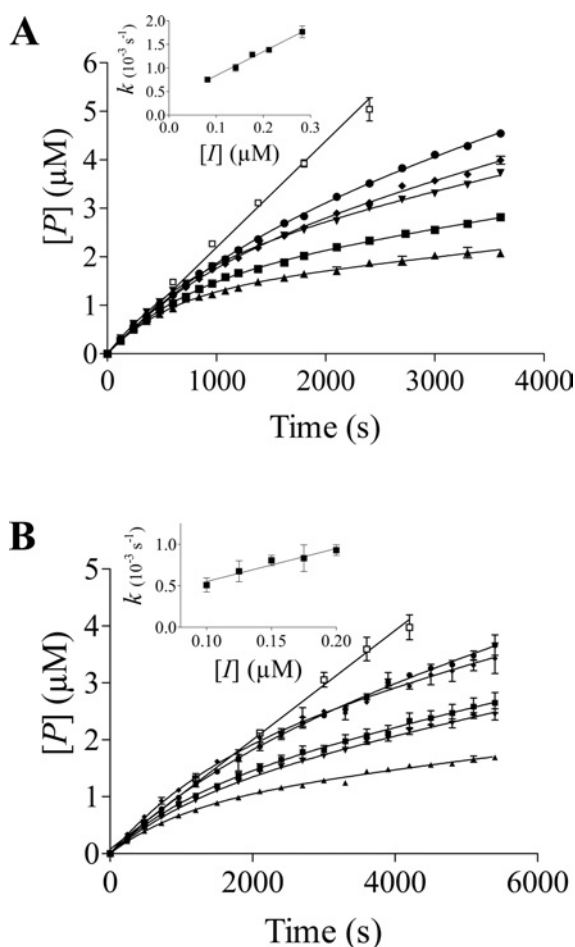 A
k (10⁻³ s⁻¹)
2.0
1.5
1.0
0.5
0.0
0.0 0.1 0.2 0.3
[I] (µM)
[P] (µM)
6
5
4
3
2
1
0
0 1000 2000 3000 4000
Time (s)
B
k (10⁻³ s⁻¹)
1.0
0.5
0.0
0.10 0.15 0.20
[I] (µM)
[P] (µM)
5
4
3
2
1
0
0 2000 4000 6000
Time (s)